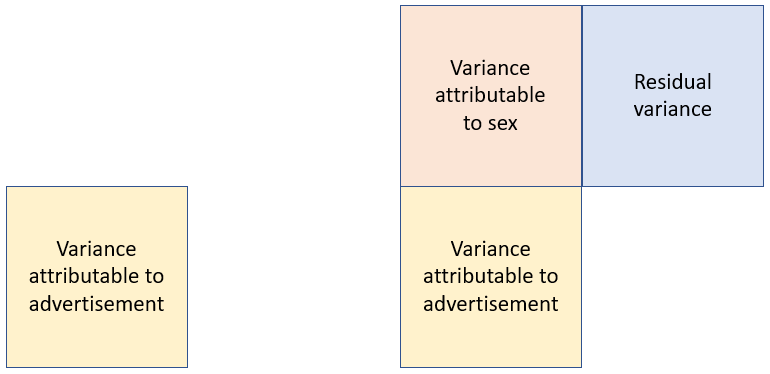 Variance
attributable
to sex
Residual
variance
Variance
attributable to
advertisement
Variance
attributable to
advertisement